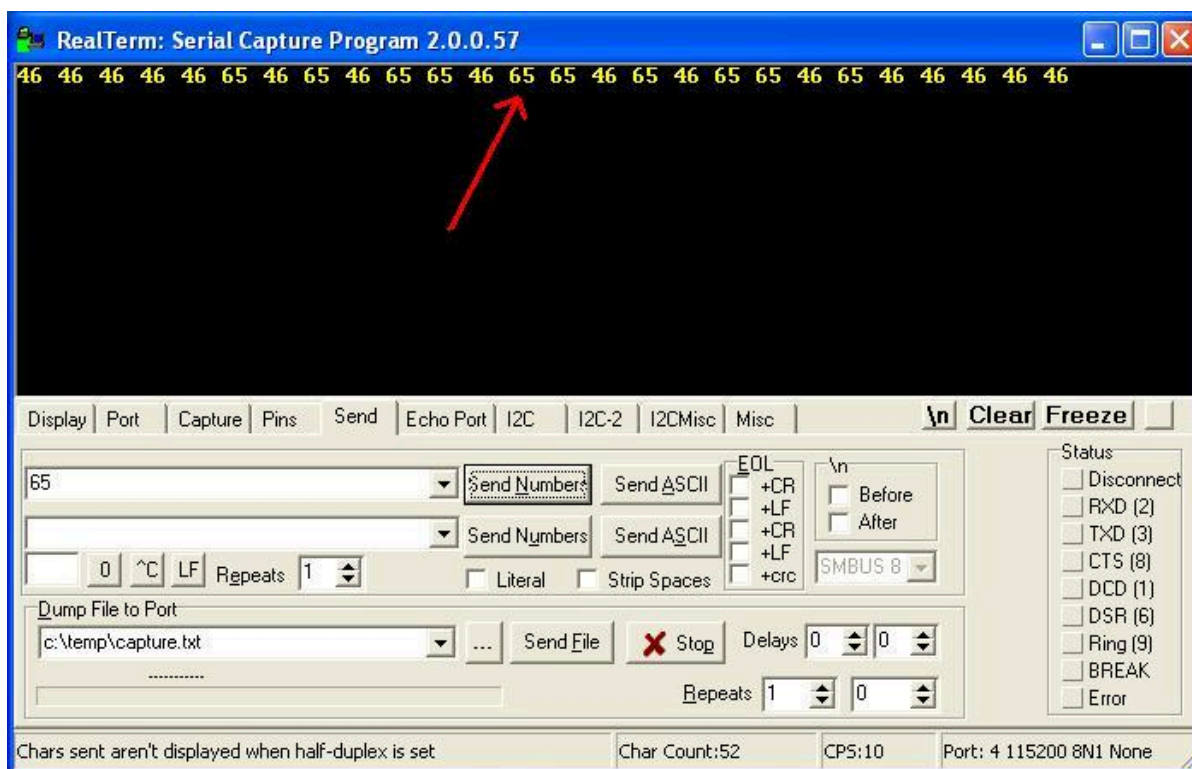 RealTerm: Serial Capture Program 2.0.0.57
46 46 46 46 46 65 46 65 46 65 65 46 65 65 46 65 46 65 65 46 65 46 46 46 46 46
Display Port Capture Pins Send Echo Port I2C I2C-2 I2CMisc Misc \n Clear Freeze
65 Send Numbers Send ASCII
Send Numbers Send ASCII
0 ^C LF Repeats 1 Literal Strip Spaces
EOL
+CR
+LF
+CR
+LF
+crc
\n
Before
After
SMBUS 8
Dump File to Port
c:\temp\capture.txt ... Send File Stop Delays 0 0
-----------
Repeats 1 0
Status
Disconnect
RXD (2)
TXD (3)
CTS (8)
DCD (1)
DSR (6)
Ring (9)
BREAK
Error
Chars sent aren't displayed when half-duplex is set Char Count:52 CPS:10 Port: 4 115200 8N1 None